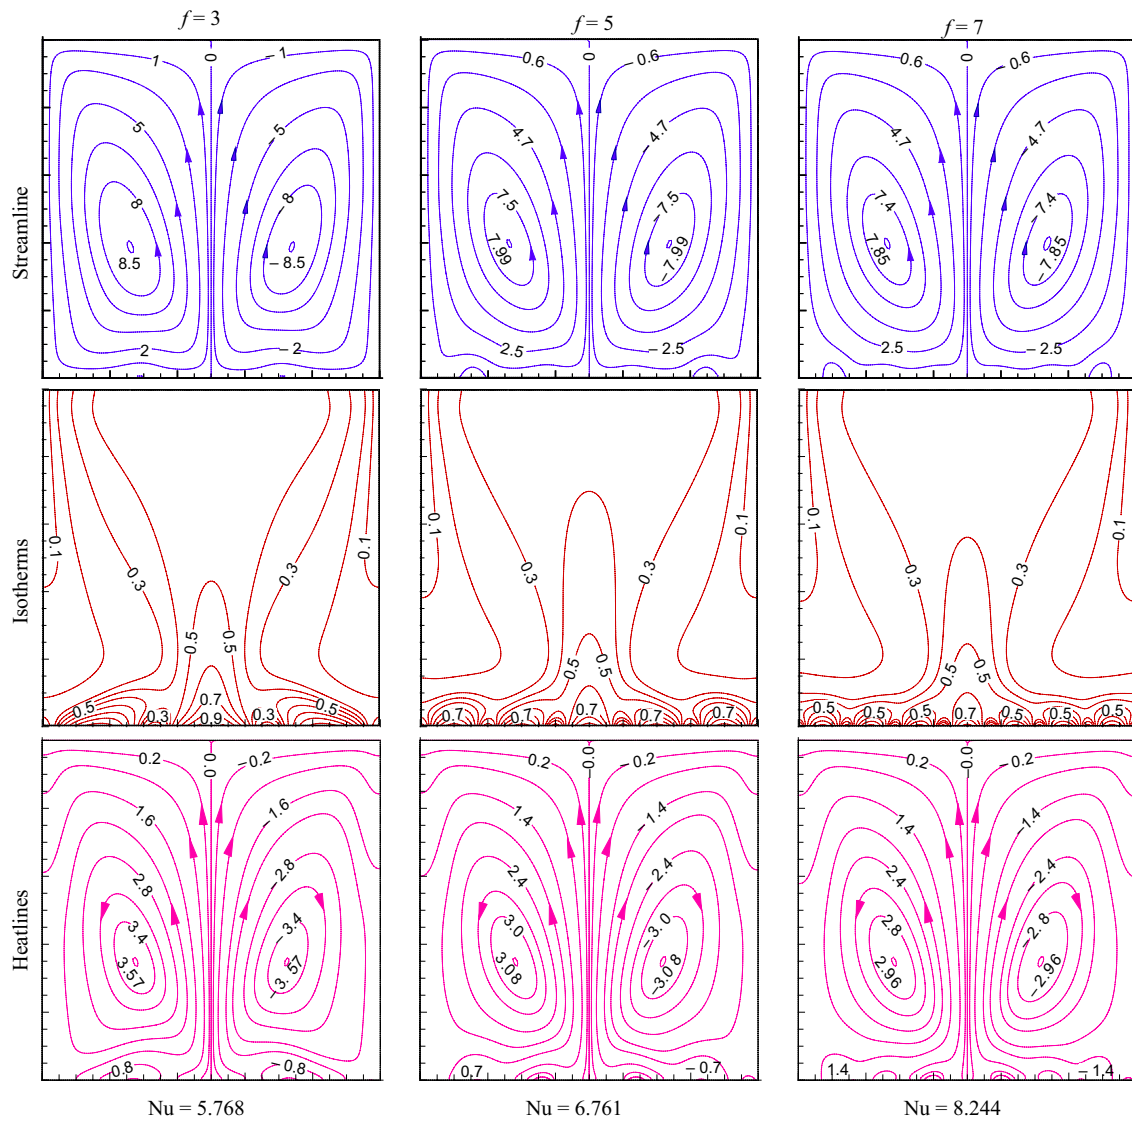 f = 3 f = 5 f = 7
Streamline
1 0 − 1 0.6 0 − 0.6 0.6 0 − 0.6
5 − 5 4.7 − 4.7 4.7 − 4.7
8 − 8 7.5 − 7.5 7.4 − 7.4
8.5 − 8.5 7.99 − 7.99 7.85 − 7.85
2 − 2 2.5 − 2.5 2.5 − 2.5
Isotherms
0.1 0.1 0.1 0.1 0.1 0.1
0.3 0.3 0.3 0.3 0.3 0.3
0.5 0.5 0.5 0.5 0.5 0.5
0.5 0.3 0.7 0.9 0.3 0.5 0.7 0.7 0.7 0.7 0.7 0.5 0.5 0.5 0.7 0.5 0.5 0.5
Heatlines
0.2 −0.0 − 0.2 0.2 −0.0 − 0.2 0.2 −0.0 − 0.2
1.6 − 1.6 1.4 − 1.4 1.4 − 1.4
2.8 − 2.8 2.4 − 2.4 2.4 − 2.4
3.4 − 3.4 3.0 − 3.0 2.8 − 2.8
3.57 − 3.57 3.08 −3.08 2.96 − 2.96
0.8 − 0.8 0.7 − 0.7 1.4 − 1.4
Nu = 5.768 Nu = 6.761 Nu = 8.244